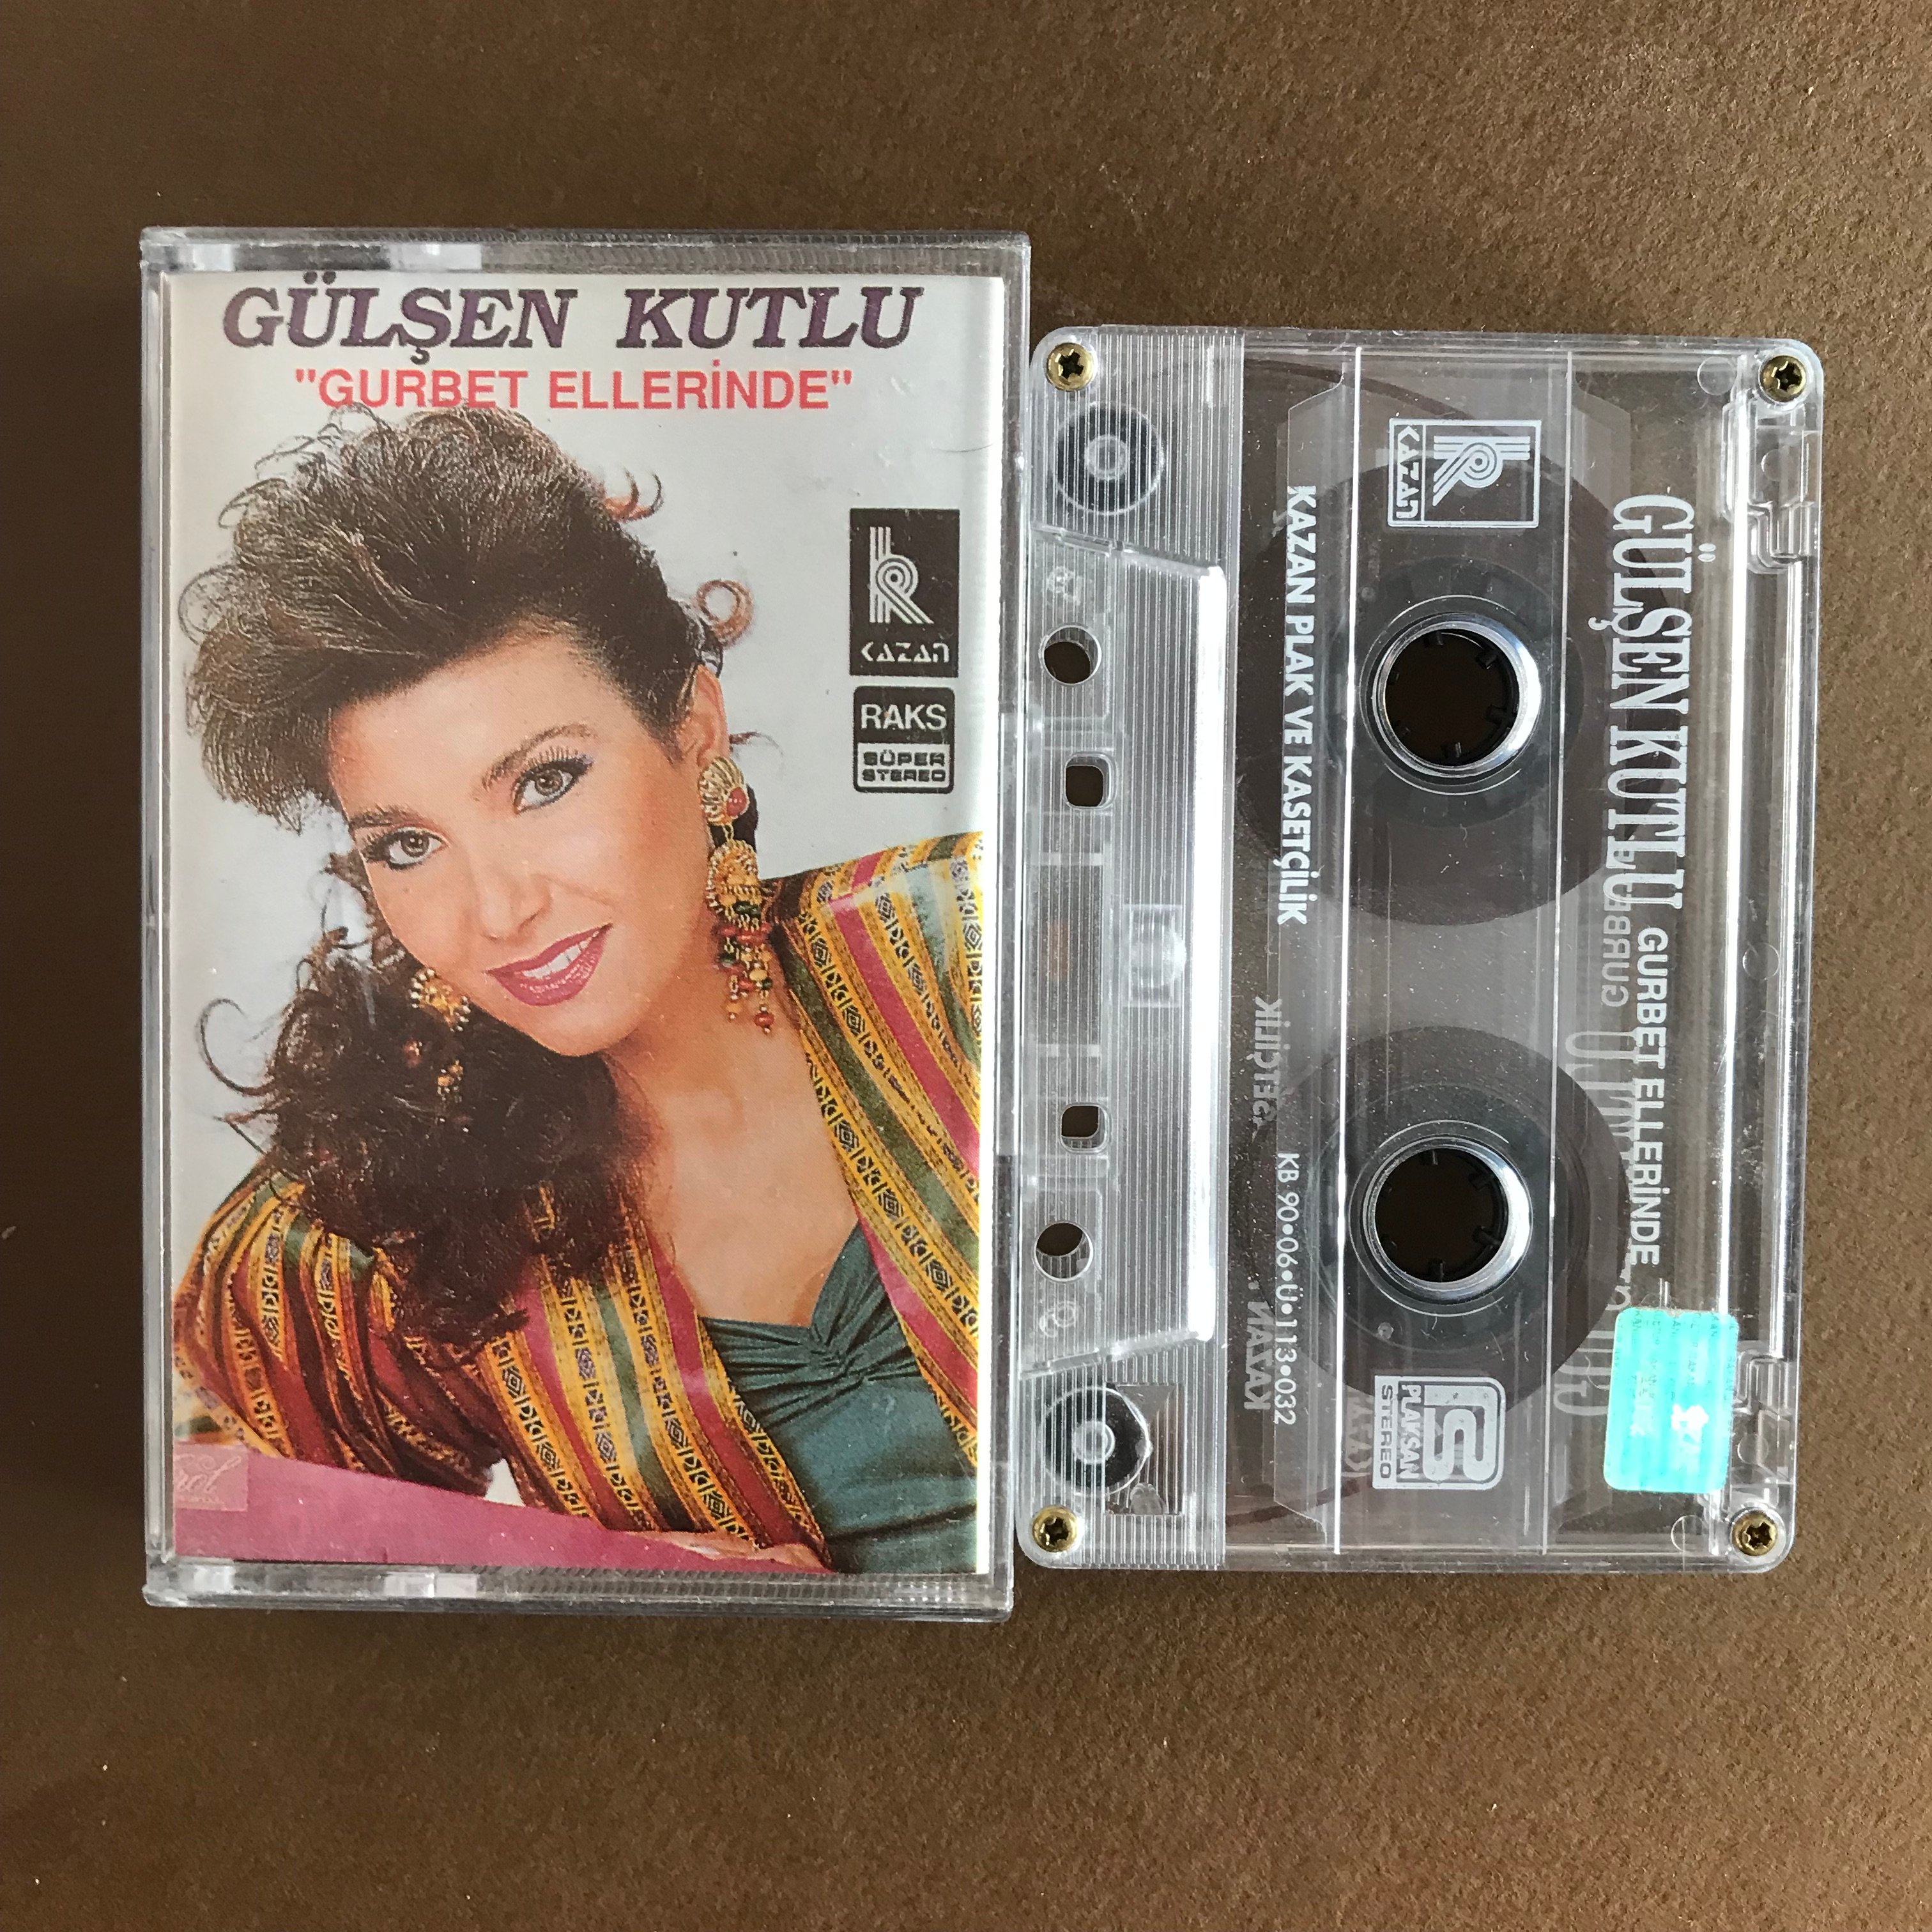 GÜLŞEN KUTLU
"GURBET ELLERİNDE"
KAZAN
RAKS
SÜPER
STEREO
GÜLŞEN KUTLU GURBET ELLERİNDE
KAZAN
PLAKSAN
STEREO
KAZAN PLAK VE KASETÇİLİK
KB 90•06•Ü•113•032